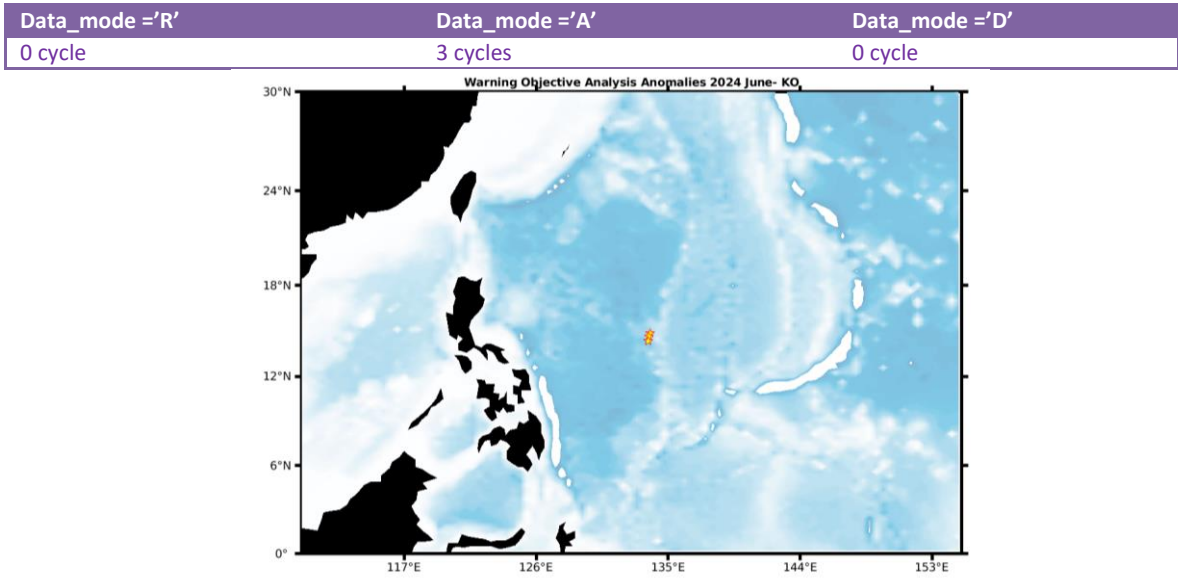 Data_mode =’R’ Data_mode =’A’ Data_mode =’D’
0 cycle 3 cycles 0 cycle
Warning Objective Analysis Anomalies 2024 June- KO
30°N
24°N
18°N
12°N
6°N
0°
117°E 126°E 135°E 144°E 153°E